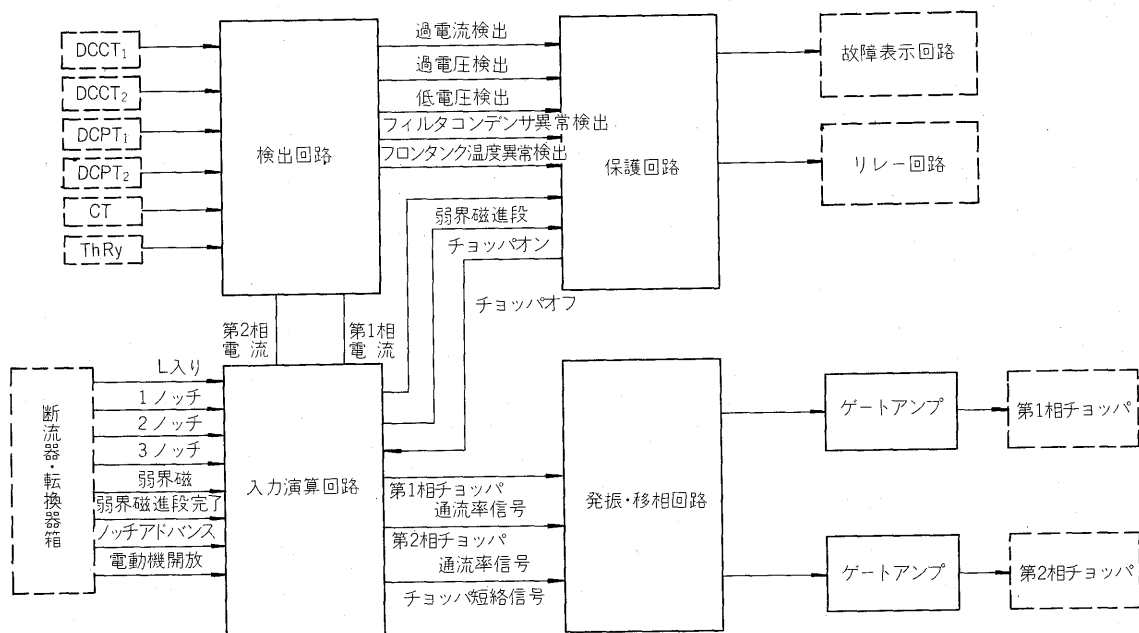 DCCT₁
DCCT₂
DCPT₁
DCPT₂
CT
ThRy
検出回路
過電流検出
過電圧検出
低電圧検出
フィルタコンデンサ異常検出
フロンタンク温度異常検出
保護回路
故障表示回路
リレー回路
弱界磁進段
チョッパオン
チョッパオフ
第2相
電流
第1相
電流
断流器・転換器箱
L入り
1ノッチ
2ノッチ
3ノッチ
弱界磁
弱界磁進段完了
ノッチアドバンス
電動機開放
入力演算回路
第1相チョッパ
通流率信号
第2相チョッパ
通流率信号
チョッパ短絡信号
発振・移相回路
ゲートアンプ
第1相チョッパ
ゲートアンプ
第2相チョッパ